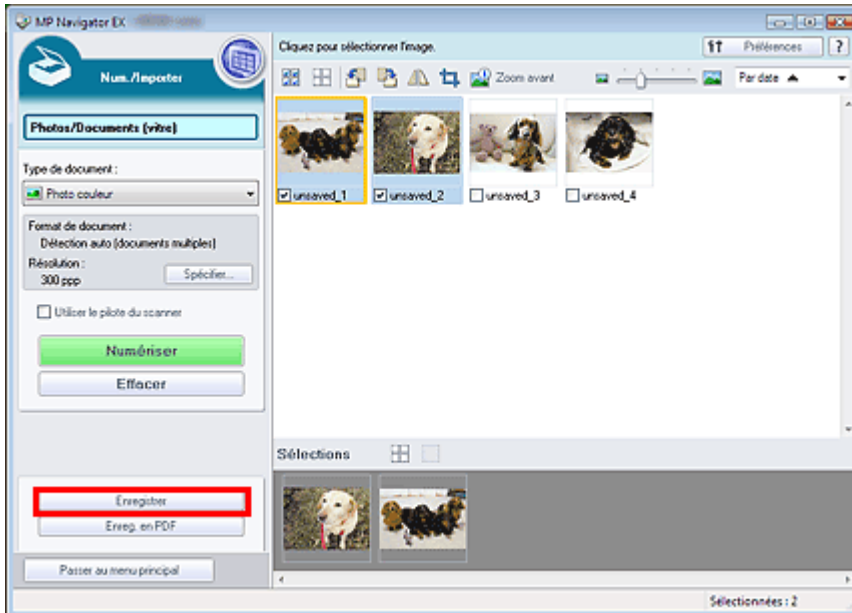 MP Navigator EX
Num./Importer
Photos/Documents (vitre)
Type de document :
Photo couleur
Format de document :
Détection auto (documents multiples)
Résolution :
300 ppp
Spécifier...
Utiliser le pilote du scanner
Numériser
Effacer
Enregistrer
Enreg. en PDF
Passer au menu principal
Cliquez pour sélectionner l'image.
Préférences
?
Zoom avant
Par date
unsaved_1
unsaved_2
unsaved_3
unsaved_4
Sélections
Sélectionnées : 2